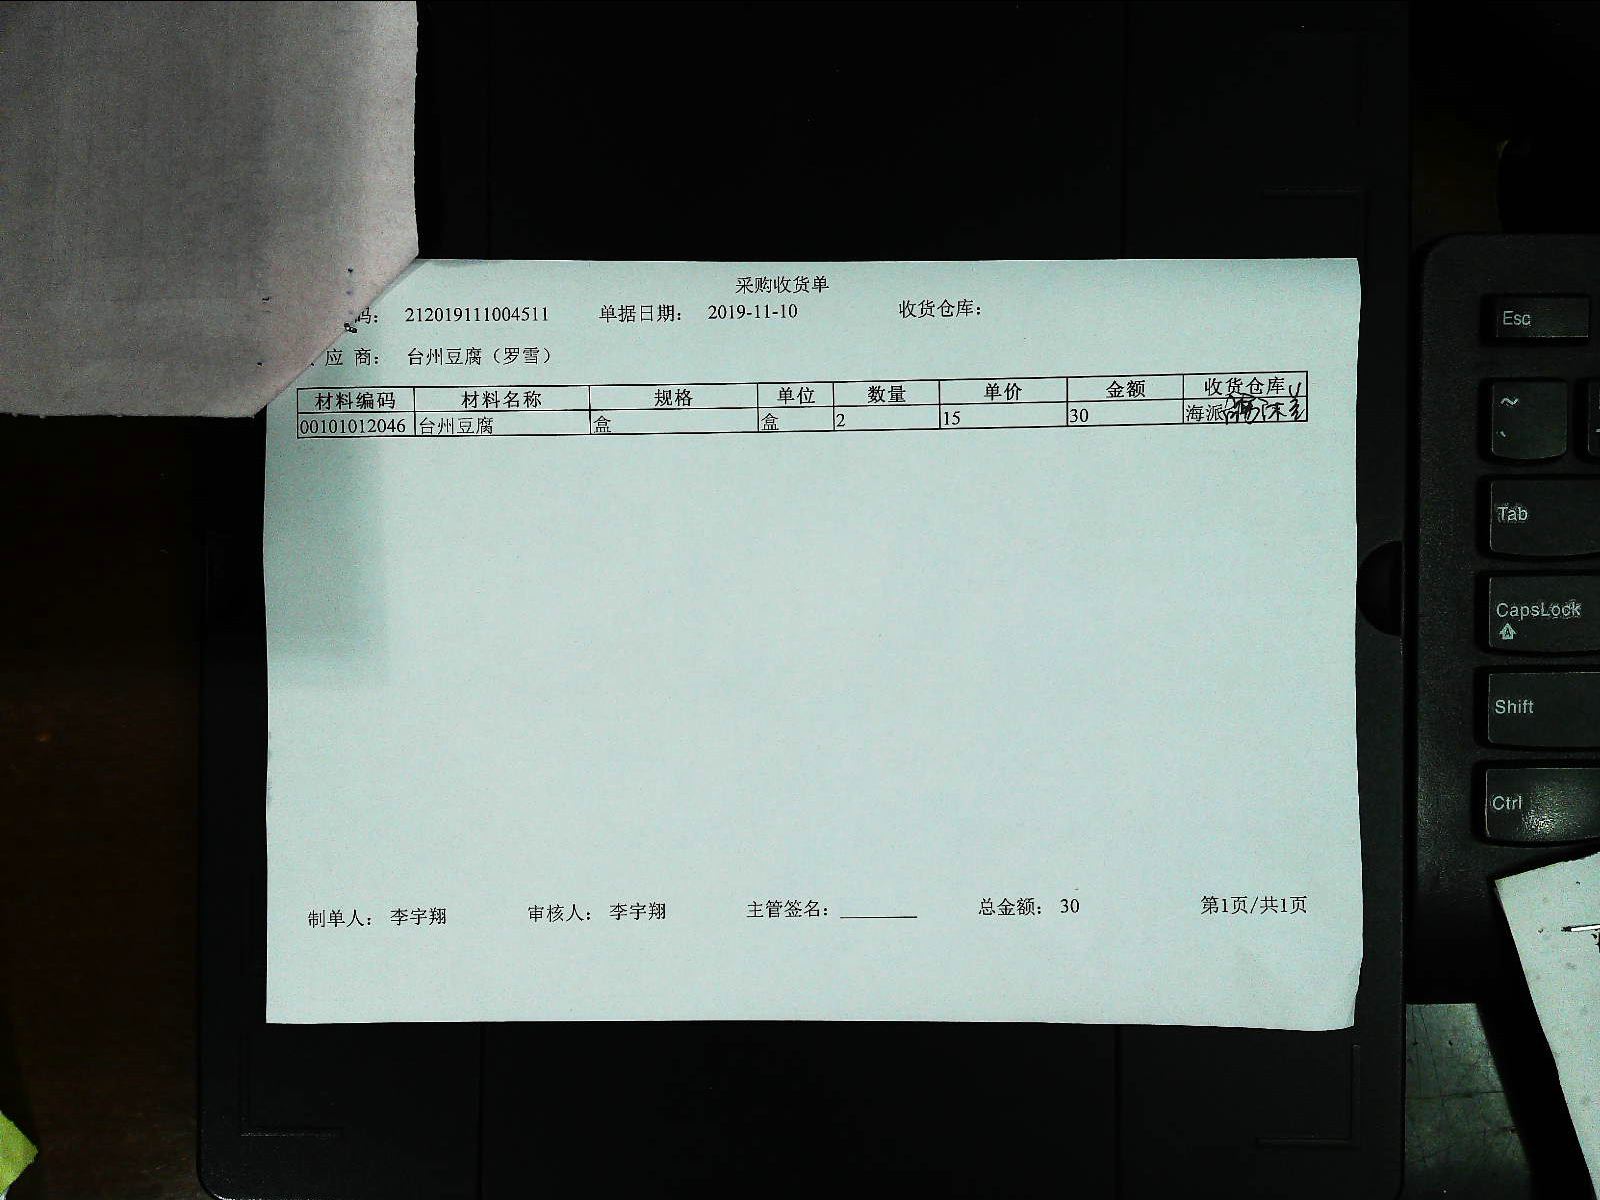 采购收货单
码： 212019111004511 单据日期： 2019-11-10 收货仓库：
应 商： 台州豆腐（罗雪）
材料编码 材料名称 规格 单位 数量 单价 金额 收货仓库
00101012046 台州豆腐 盒 盒 2 15 30 海派
制单人： 李宇翔 审核人： 李宇翔 主管签名： 总金额： 30 第1页/共1页
Esc
~
Tab
CapsLock
Shift
Ctrl